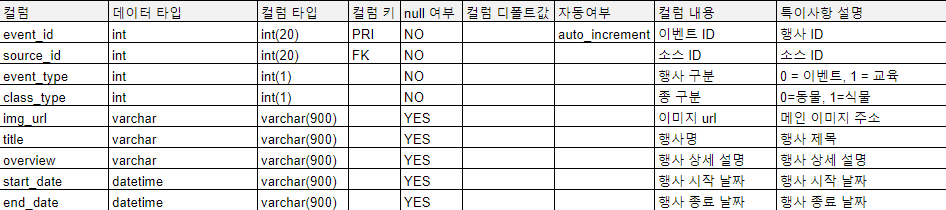 컬럼 데이터 타입 컬럼 타입 컬럼 키 null 여부 컬럼 디폴트값 자동여부 컬럼 내용 특이사항 설명
event_id int int(20) PRI NO auto_increment 이벤트 ID 행사 ID
source_id int int(20) FK NO 소스 ID 소스 ID
event_type int int(1) NO 행사 구분 0 = 이벤트, 1 = 교육
class_type int int(1) NO 종 구분 0=동물, 1=식물
img_url varchar varchar(900) YES 이미지 url 메인 이미지 주소
title varchar varchar(900) YES 행사명 행사 제목
overview varchar varchar(900) YES 행사 상세 설명 행사 상세 설명
start_date datetime varchar(900) YES 행사 시작 날짜 행사 시작 날짜
end_date datetime varchar(900) YES 행사 종료 날짜 행사 종료 날짜